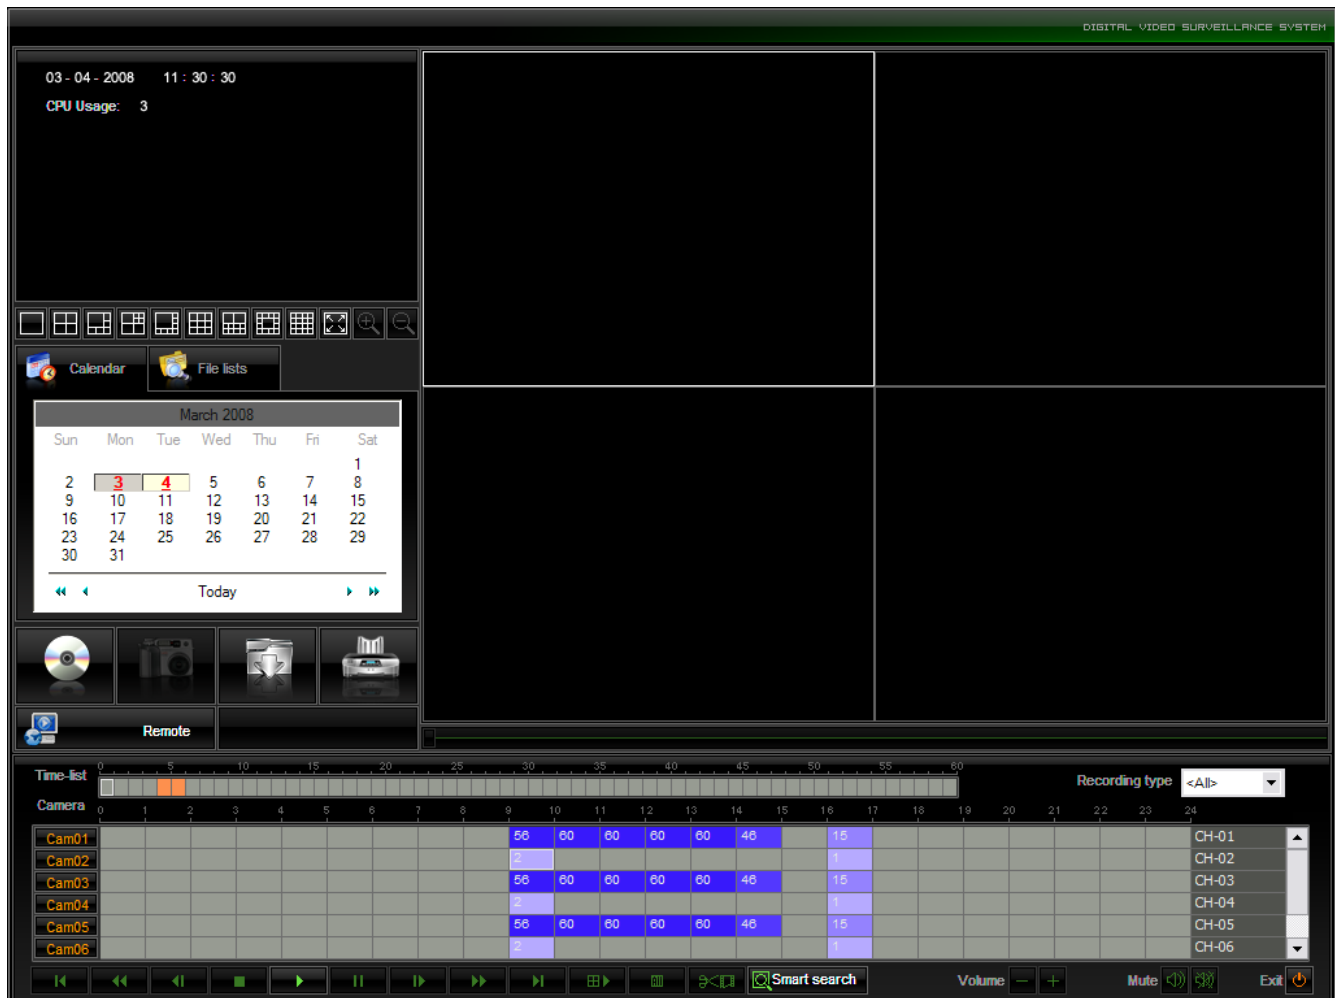 DIGITAL VIDEO SURVEILLANCE SYSTEM
03 - 04 - 2008 11 : 30 : 30
CPU Usage: 3
Calendar File lists
March 2008
Sun Mon Tue Wed Thu Fri Sat
1
2 3 4 5 6 7 8
9 10 11 12 13 14 15
16 17 18 19 20 21 22
23 24 25 26 27 28 29
30 31
Today
Remote
Time-list 0 5 10 15 20 25 30 35 40 45 50 55 60
Recording type <All>
Camera 0 1 2 3 4 5 6 7 8 9 10 11 12 13 14 15 16 17 18 19 20 21 22 23 24
Cam01 56 60 60 60 60 46 15 CH-01
Cam02 2 1 CH-02
Cam03 56 60 60 60 60 46 15 CH-03
Cam04 2 1 CH-04
Cam05 56 60 60 60 60 46 15 CH-05
Cam06 2 1 CH-06
Smart search Volume Mute Exit